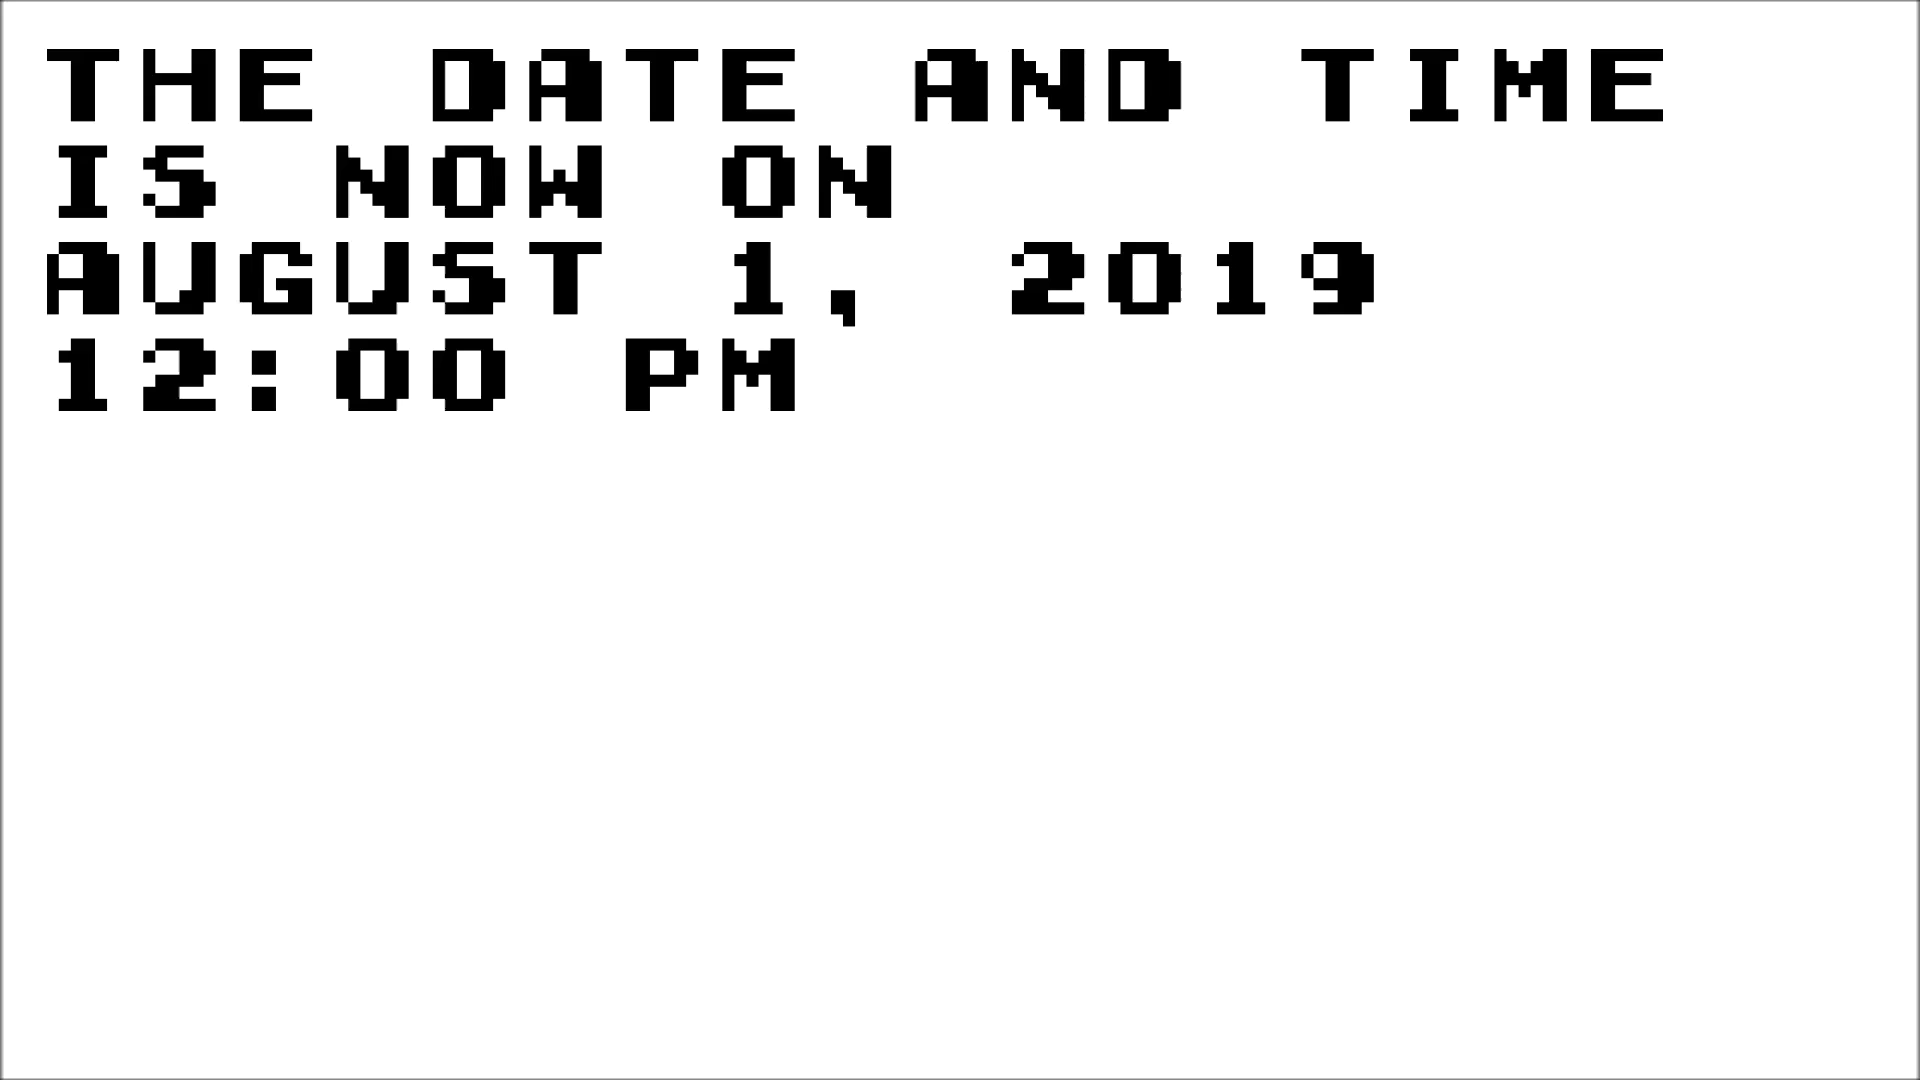 THE DATE AND TIME
IS NOW ON
AUGUST 1, 2019
12:00 PM